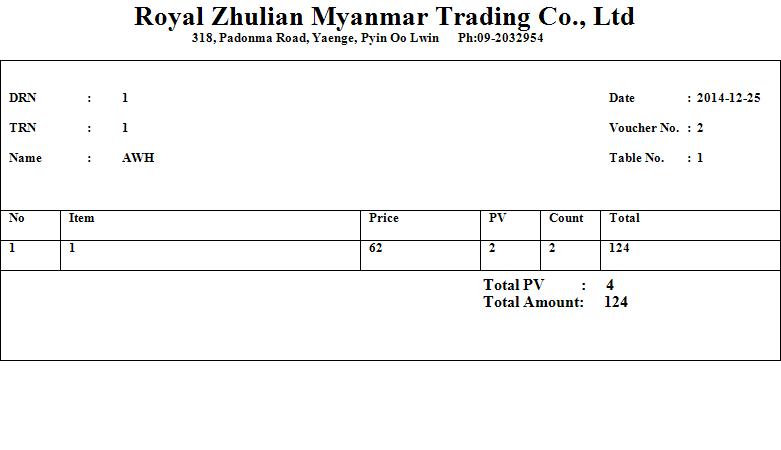 Royal Zhulian Myanmar Trading Co., Ltd
318, Padonma Road, Yaenge, Pyin Oo Lwin Ph:09-2032954
DRN : 1 Date : 2014-12-25
TRN : 1 Voucher No. : 2
Name : AWH Table No. : 1
No Item Price PV Count Total
1 1 62 2 2 124
Total PV : 4
Total Amount: 124